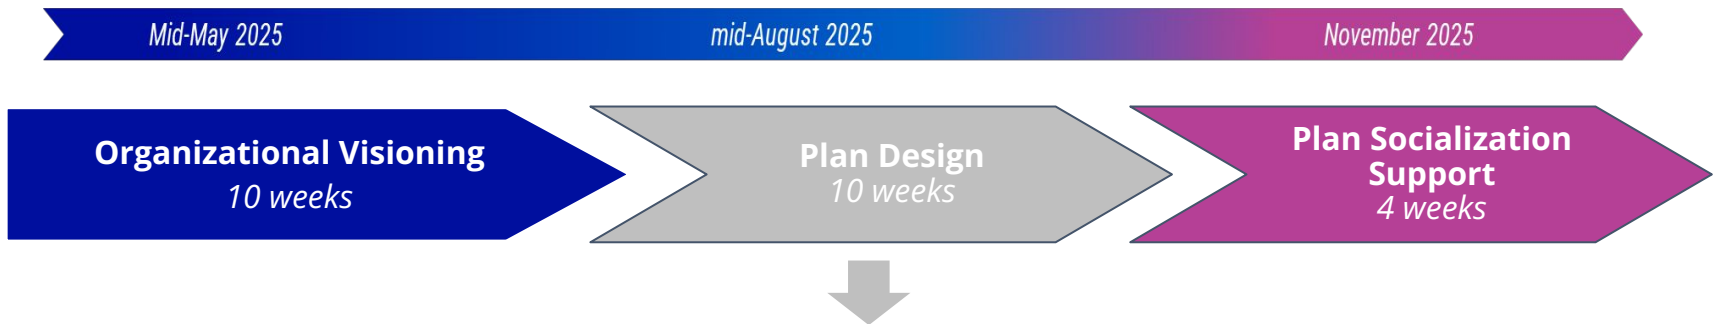 Mid-May 2025
mid-August 2025
November 2025
Organizational Visioning
10 weeks
Plan Design
10 weeks
Plan Socialization
Support
4 weeks